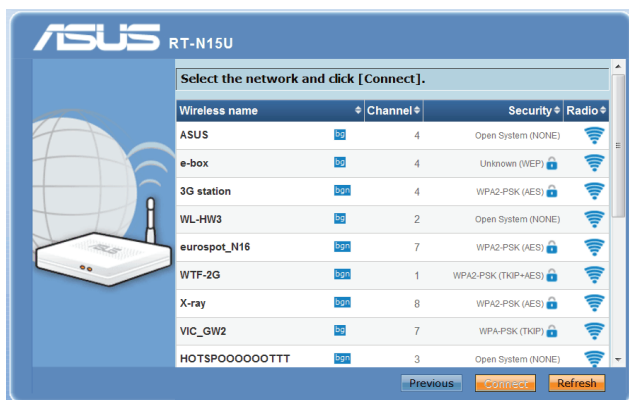 ASUS RT-N15U
Select the network and click [Connect].
Wireless name Channel Security Radio
ASUS bg 4 Open System (NONE)
e-box bg 4 Unknown (WEP)
3G station bgn 4 WPA2-PSK (AES)
WL-HW3 bg 2 Open System (NONE)
eurospot_N16 bgn 7 WPA2-PSK (AES)
WTF-2G bgn 1 WPA2-PSK (TKIP+AES)
X-ray bgn 8 WPA2-PSK (AES)
VIC_GW2 bg 7 WPA-PSK (TKIP)
HOTSPOOOOOOTTT bgn 3 Open System (NONE)
Previous Connect Refresh